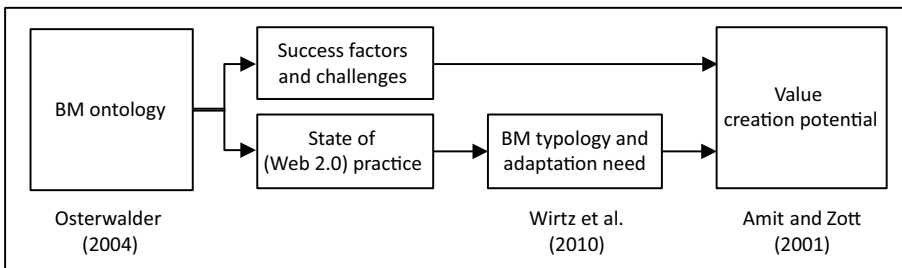 BM ontology
Success factors
and challenges
State of
(Web 2.0) practice
BM typology and
adaptation need
Value
creation potential
Osterwalder
(2004)
Wirtz et al.
(2010)
Amit and Zott
(2001)